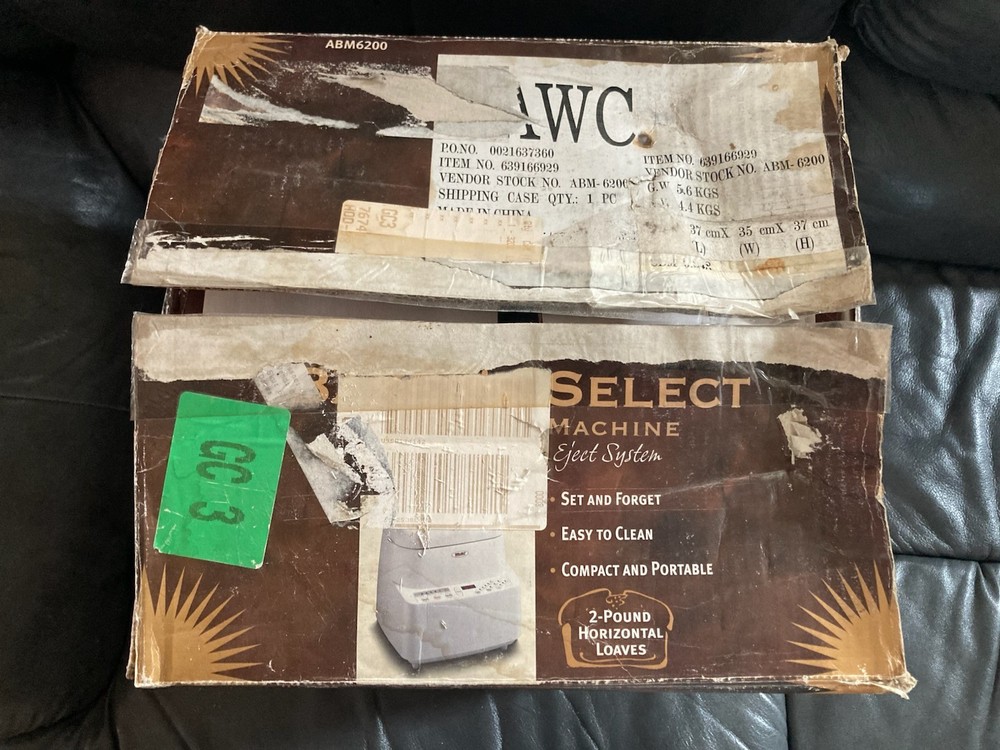 ABM6200
WC
P.O.NO. 0021637360
ITEM NO. 639166929
VENDOR STOCK NO. ABM-6200
SHIPPING CASE QTY.: 1 PC
MADE IN CHINA
ITEM NO. 639166929
VENDOR STOCK NO. ABM-6200
G.W. 5.6 KGS
4.4 KGS
37 cmX 35 cmX 37 cm
(L) (W) (H)
SELECT
MACHINE
Eject System
• SET AND FORGET
• EASY TO CLEAN
• COMPACT AND PORTABLE
2-POUND
HORIZONTAL
LOAVES
GC 3